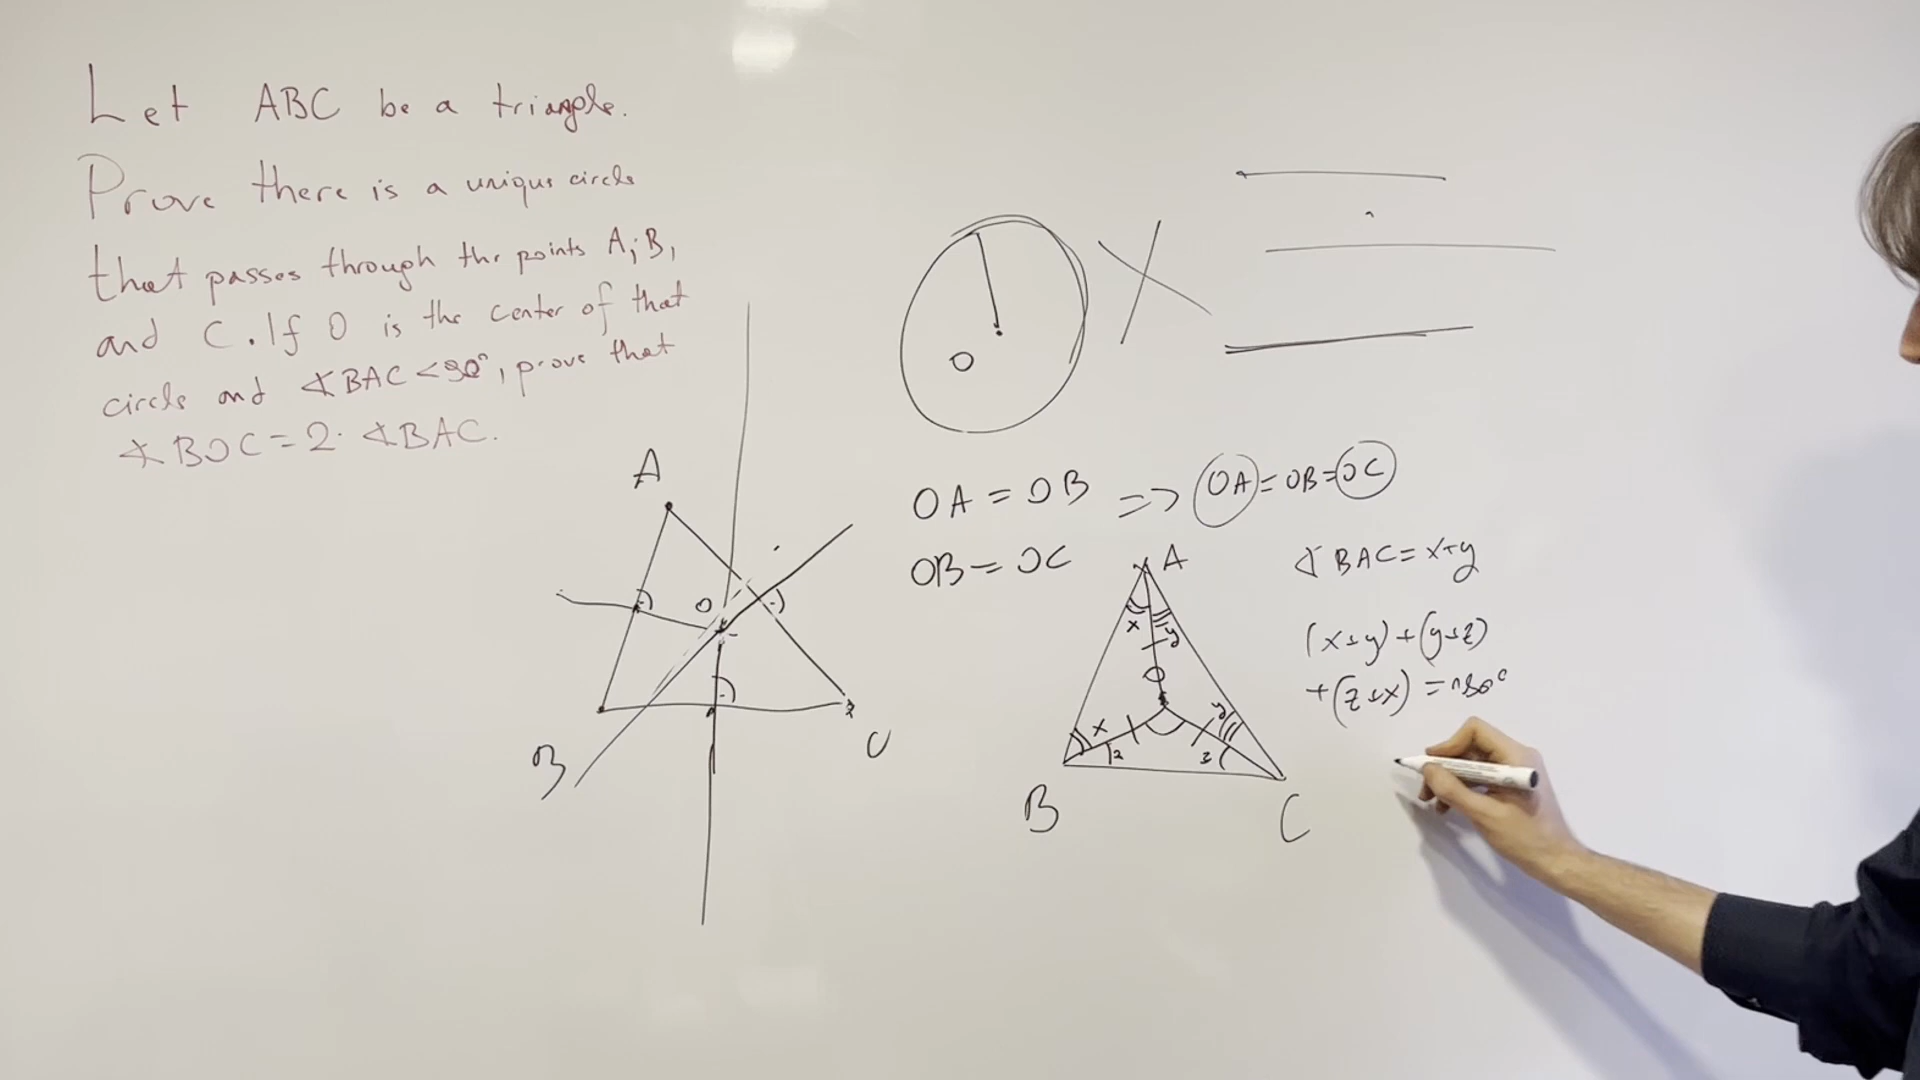 Let ABC be a triangle.
Prove there is a unique circle
that passes through the points A, B,
and C. If O is the center of that
circle and ∢BAC < 90°, prove that
∢BOC = 2· ∢BAC.
O
A
O
B
C
OA = OB => OA = OB = OC
OB = OC
A
∢BAC = x+y
(x+y)+(y+z)
+(z+x) = 180°
x
y
O
x
y
z
z
B
C